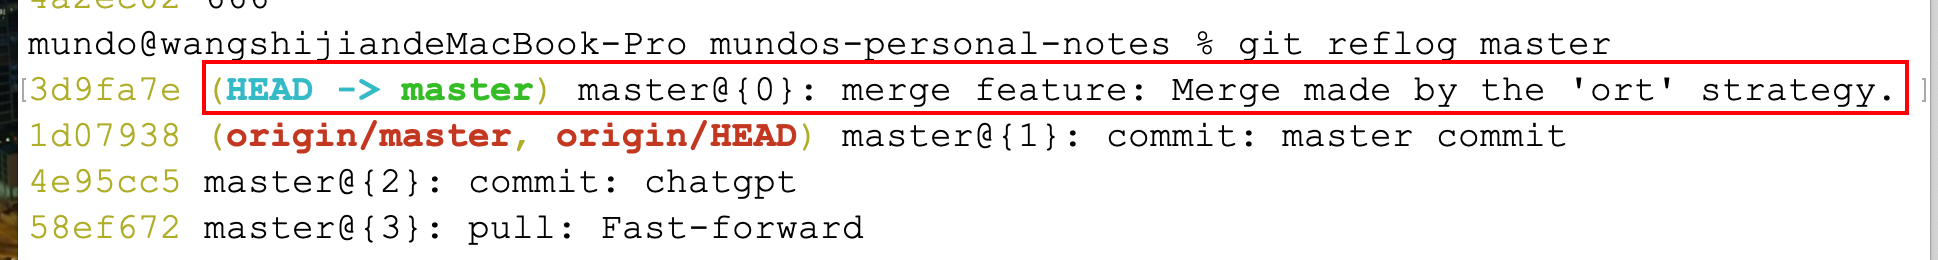 4a2ec02 666
mundo@wangshijiandeMacBook-Pro mundos-personal-notes % git reflog master
[3d9fa7e (HEAD -> master) master@{0}: merge feature: Merge made by the 'ort' strategy. ]
1d07938 (origin/master, origin/HEAD) master@{1}: commit: master commit
4e95cc5 master@{2}: commit: chatgpt
58ef672 master@{3}: pull: Fast-forward